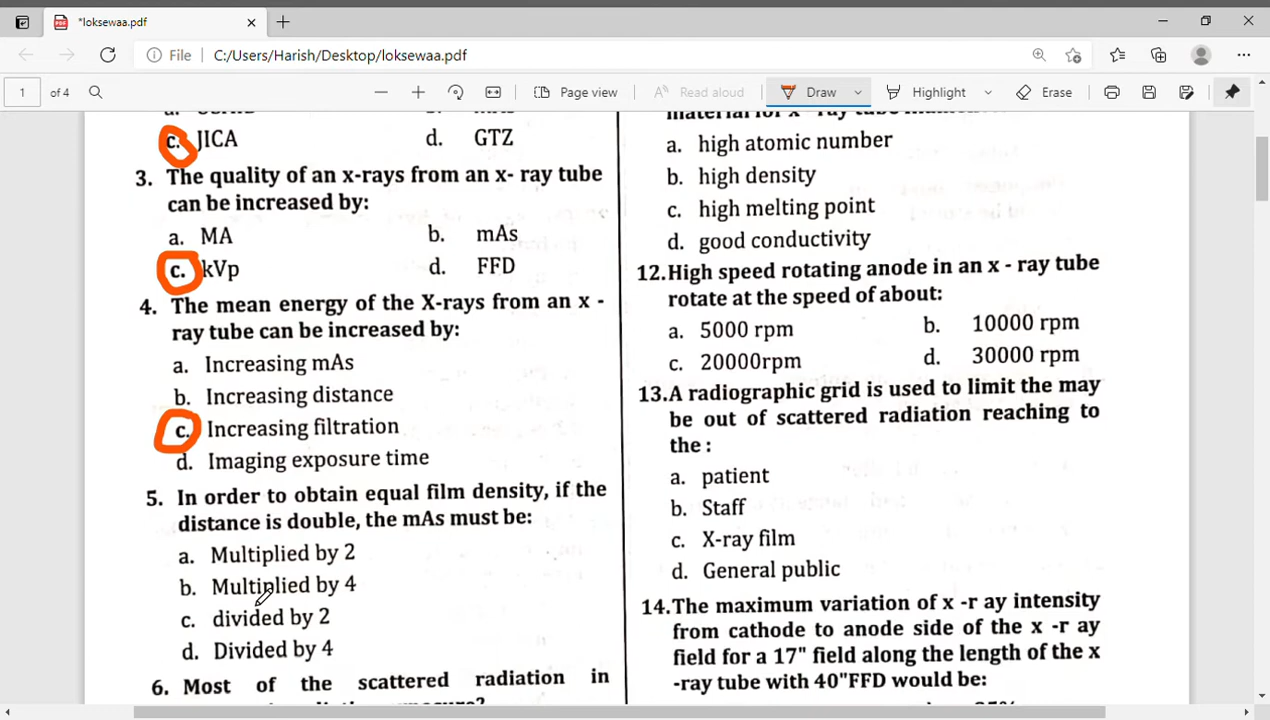 *loksewaa.pdf
File
C:/Users/Harish/Desktop/loksewaa.pdf
1 of 4
Page view
Read aloud
Draw
Highlight
Erase
c. JICA
d. GTZ
3. The quality of an x-rays from an x- ray tube
can be increased by:
a. MA
b. mAs
c. kVp
d. FFD
4. The mean energy of the X-rays from an x -
ray tube can be increased by:
a. Increasing mAs
b. Increasing distance
c. Increasing filtration
d. Imaging exposure time
5. In order to obtain equal film density, if the
distance is double, the mAs must be:
a. Multiplied by 2
b. Multiplied by 4
c. divided by 2
d. Divided by 4
6. Most of the scattered radiation in
material for x - ray tube
a. high atomic number
b. high density
c. high melting point
d. good conductivity
12.High speed rotating anode in an x - ray tube
rotate at the speed of about:
a. 5000 rpm
b. 10000 rpm
c. 20000rpm
d. 30000 rpm
13.A radiographic grid is used to limit the may
be out of scattered radiation reaching to
the :
a. patient
b. Staff
c. X-ray film
d. General public
14.The maximum variation of x -r ay intensity
from cathode to anode side of the x -r ay
field for a 17" field along the length of the x
-ray tube with 40"FFD would be: